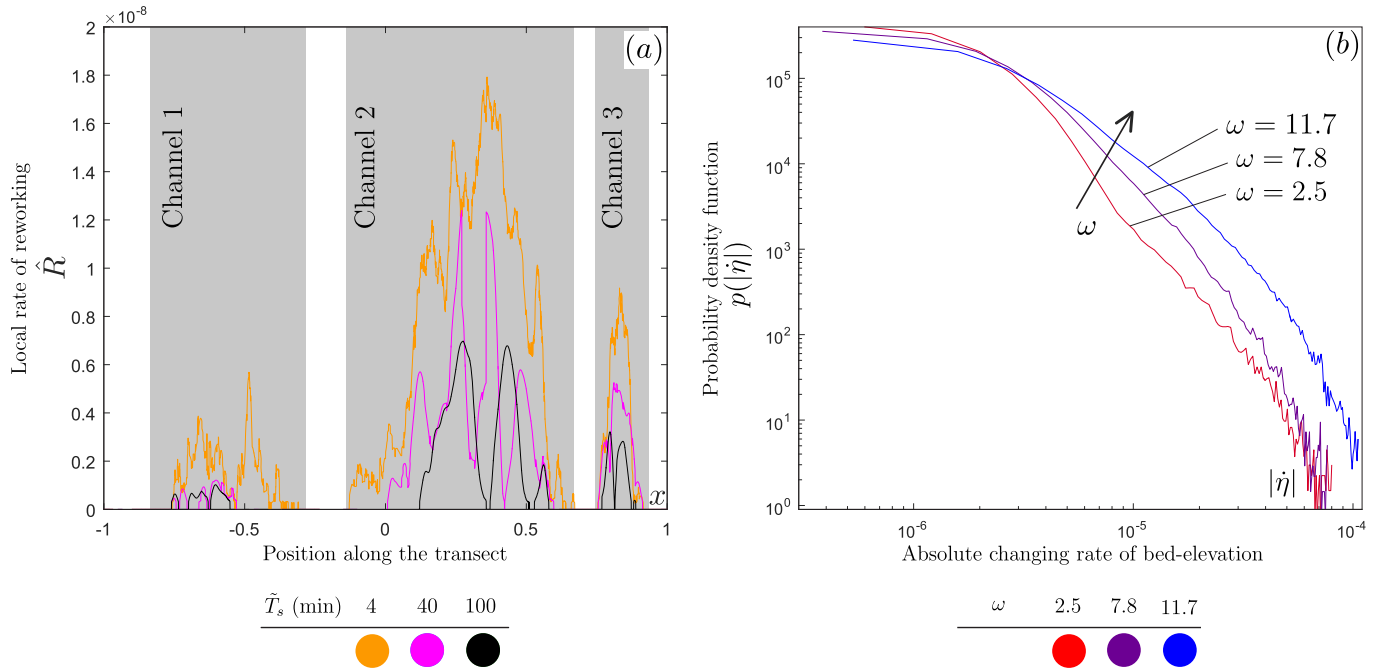 ×10⁻⁸
2
1.8
1.6
1.4
1.2
1
0.8
0.6
0.4
0.2
0
Local rate of reworking
R̂
Channel 1
Channel 2
Channel 3
(a)
x
-1
-0.5
0
0.5
1
Position along the transect
T̃ₛ (min) 4 40 100
(b)
10⁵
10⁴
10³
10²
10¹
10⁰
Probability density function
p(|η̇|)
ω
ω = 11.7
ω = 7.8
ω = 2.5
|η̇|
10⁻⁶
10⁻⁵
10⁻⁴
Absolute changing rate of bed-elevation
ω 2.5 7.8 11.7